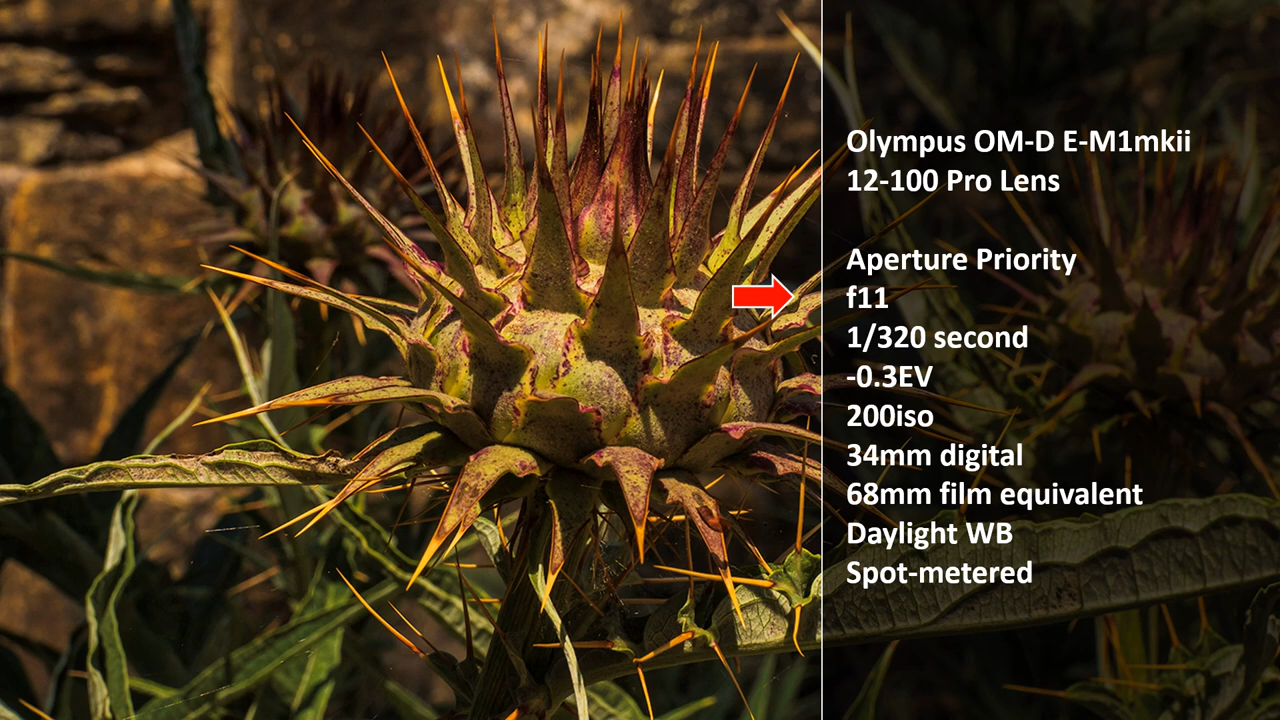 Olympus OM-D E-M1mkii
12-100 Pro Lens
Aperture Priority
f11
1/320 second
-0.3EV
200iso
34mm digital
68mm film equivalent
Daylight WB
Spot-metered